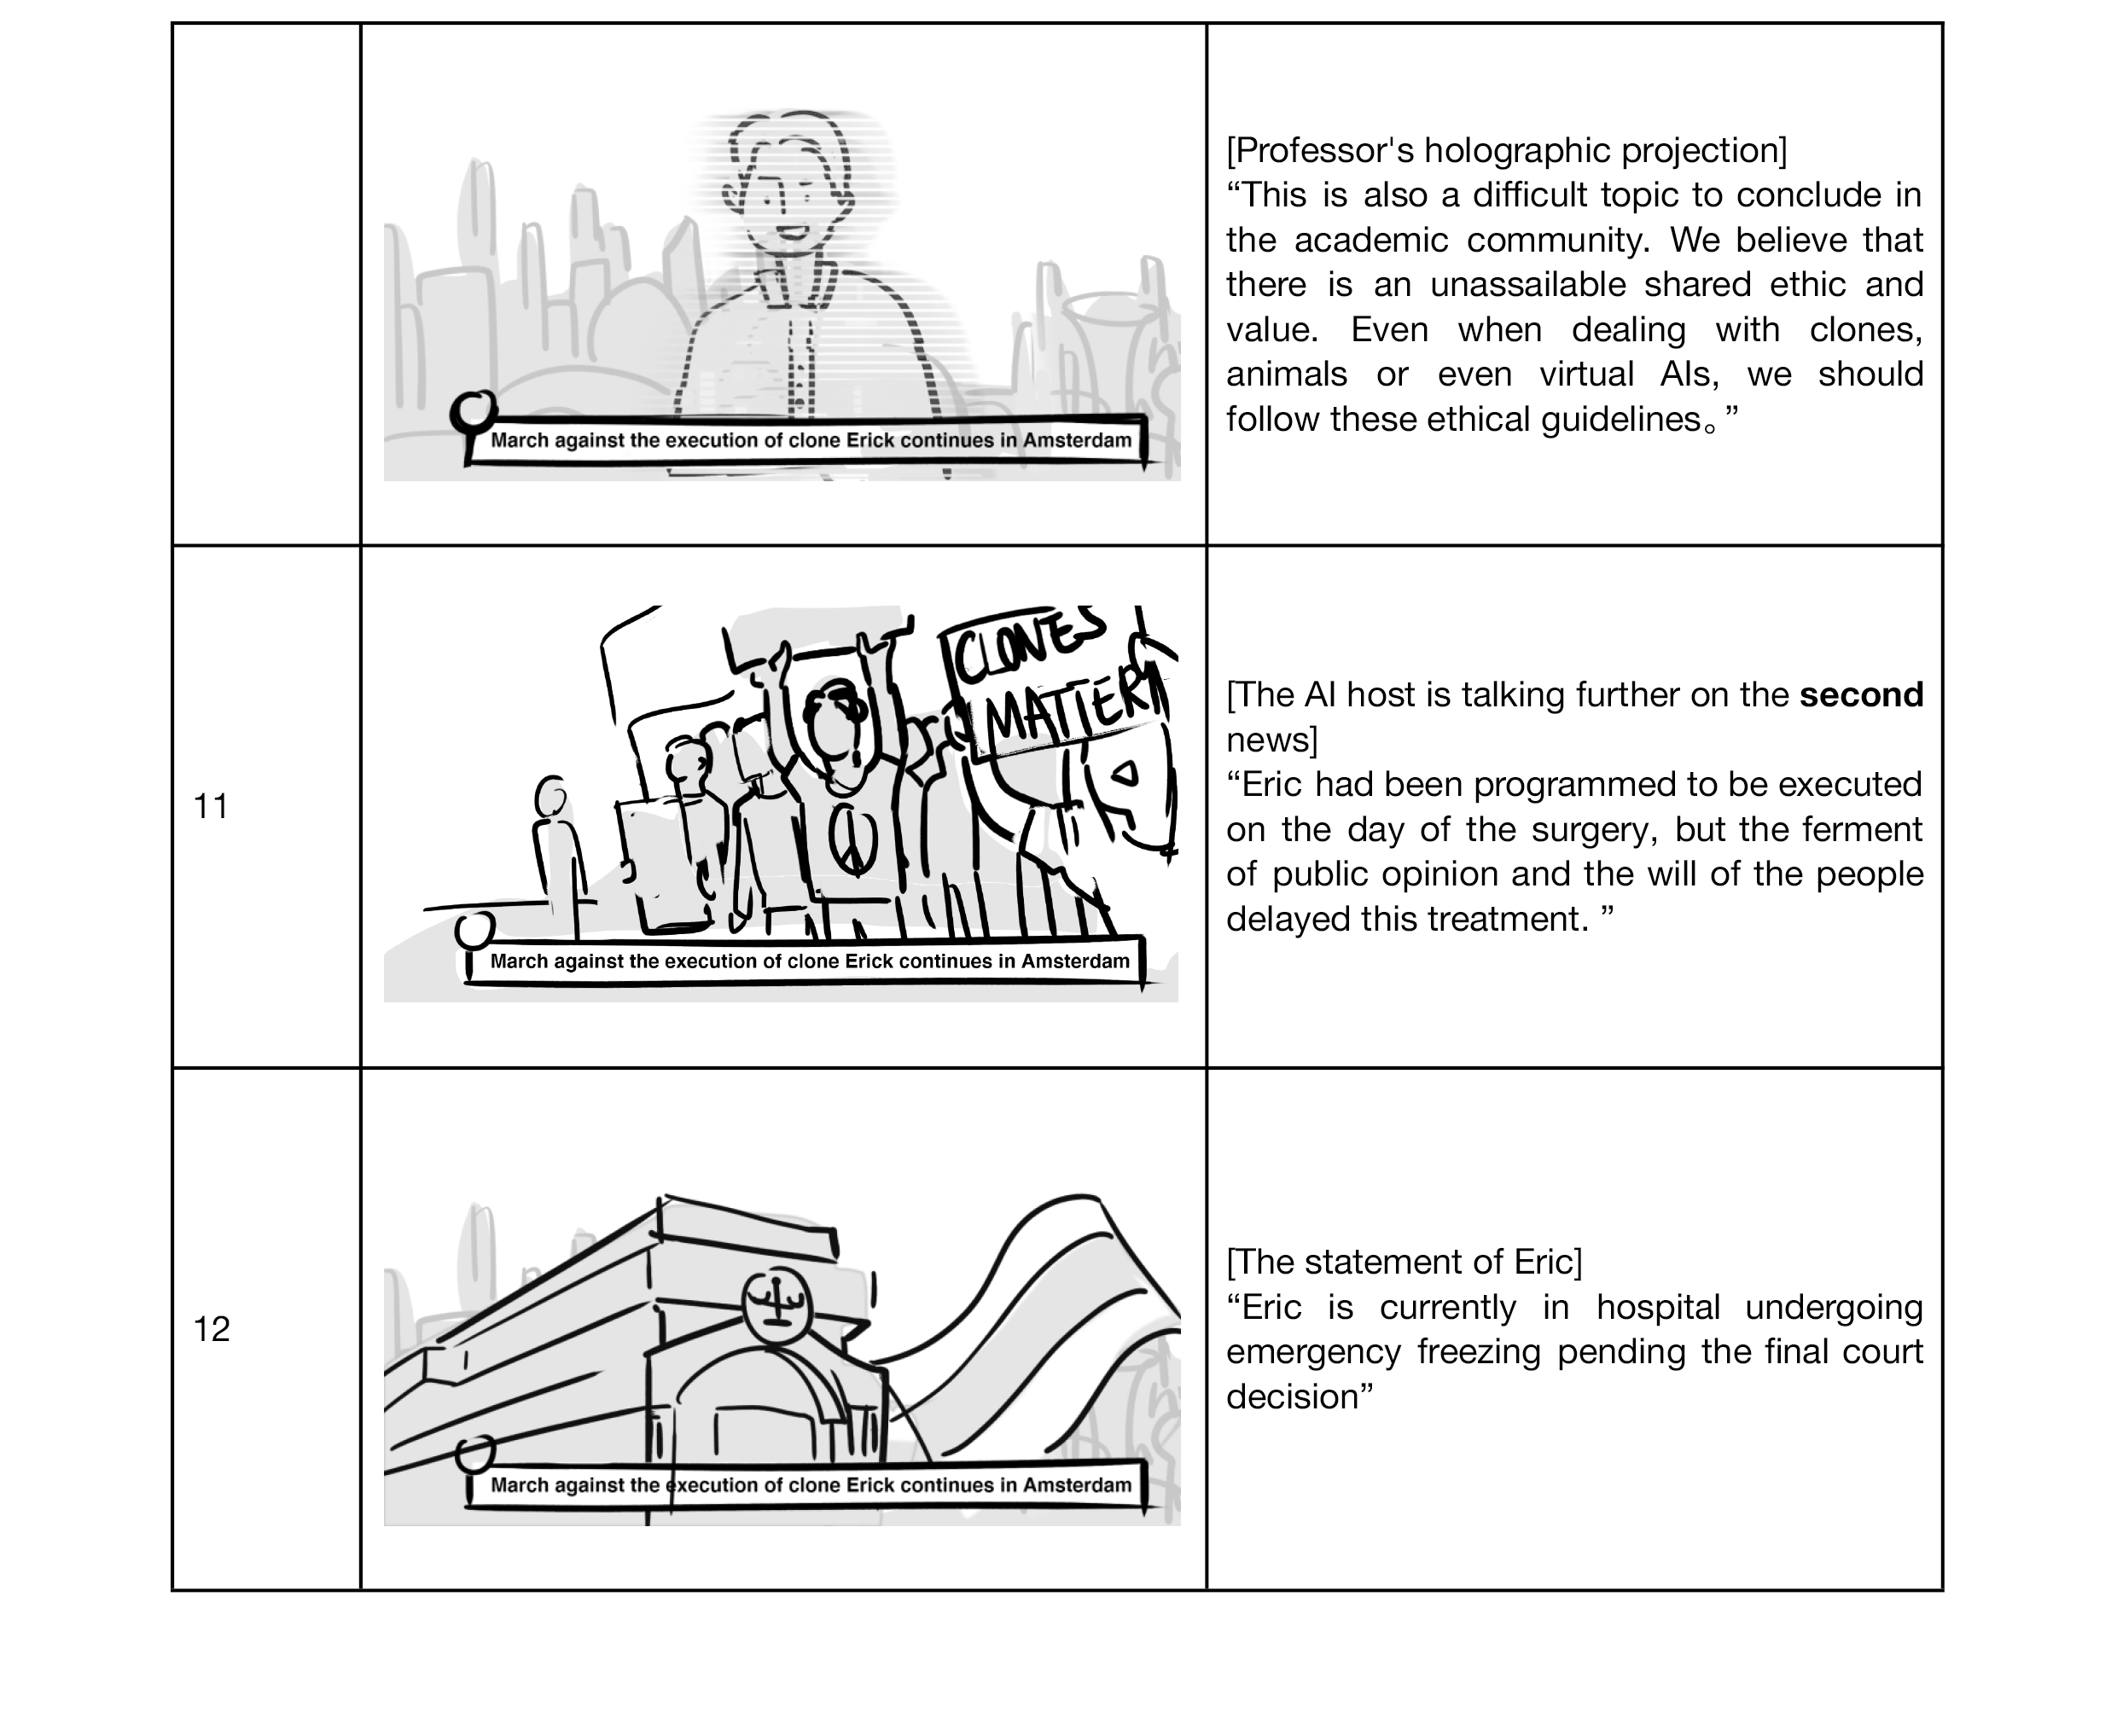 [Professor's holographic projection]
“This is also a difficult topic to conclude in
the academic community. We believe that
there is an unassailable shared ethic and
value. Even when dealing with clones,
animals or even virtual AIs, we should
follow these ethical guidelines。”
March against the execution of clone Erick continues in Amsterdam
11
CLONES
MATTER
March against the execution of clone Erick continues in Amsterdam
[The AI host is talking further on the second
news]
“Eric had been programmed to be executed
on the day of the surgery, but the ferment
of public opinion and the will of the people
delayed this treatment. ”
12
March against the execution of clone Erick continues in Amsterdam
[The statement of Eric]
“Eric is currently in hospital undergoing
emergency freezing pending the final court
decision”